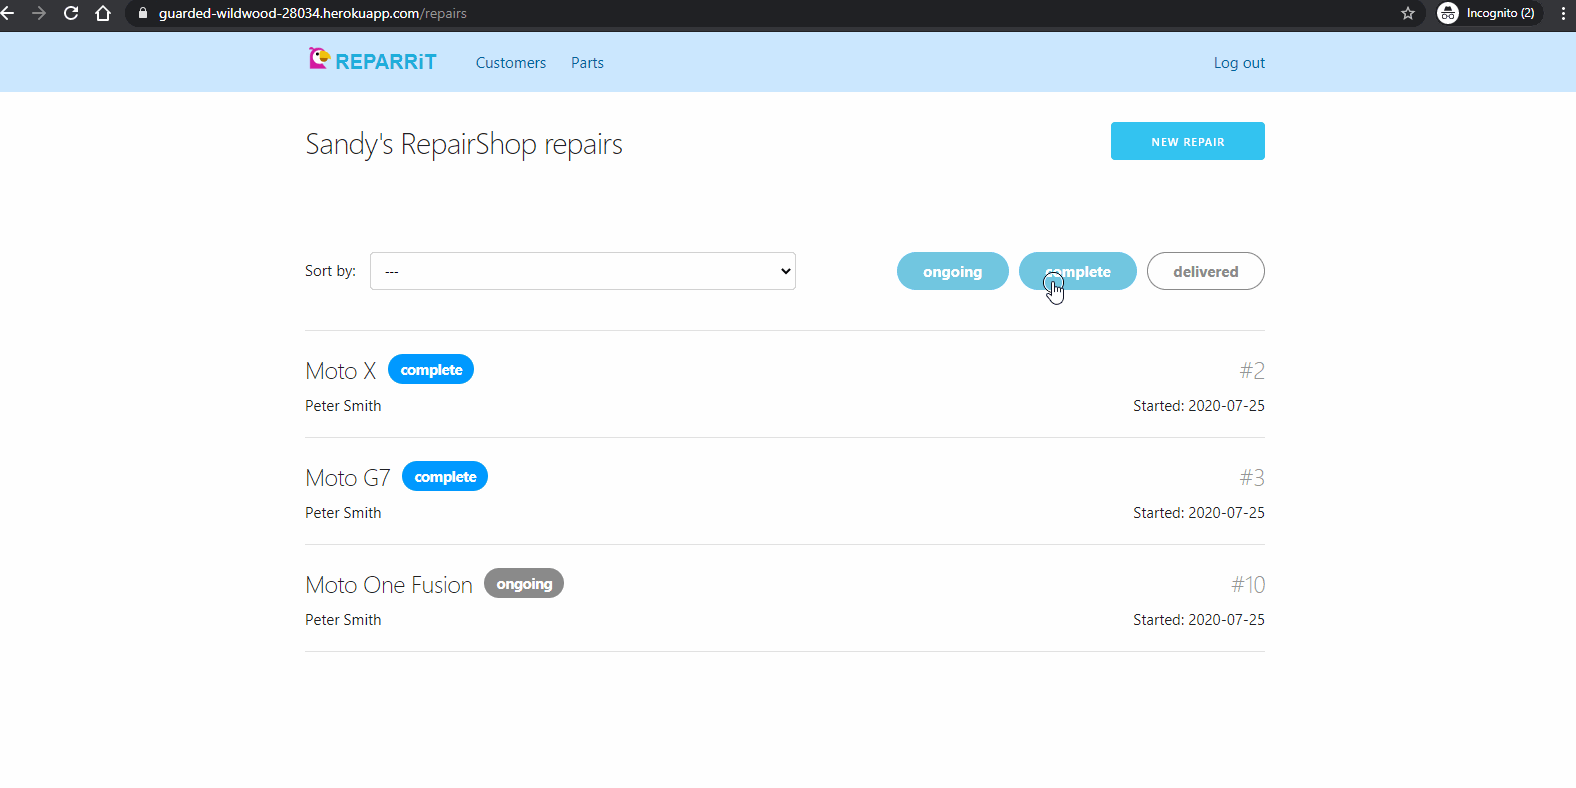 guarded-wildwood-28034.herokuapp.com/repairs
Incognito (2)
REPARRiT Customers Parts Log out
Sandy's RepairShop repairs NEW REPAIR
Sort by: --- ongoing complete delivered
Moto X complete #2
Peter Smith Started: 2020-07-25
Moto G7 complete #3
Peter Smith Started: 2020-07-25
Moto One Fusion ongoing #10
Peter Smith Started: 2020-07-25